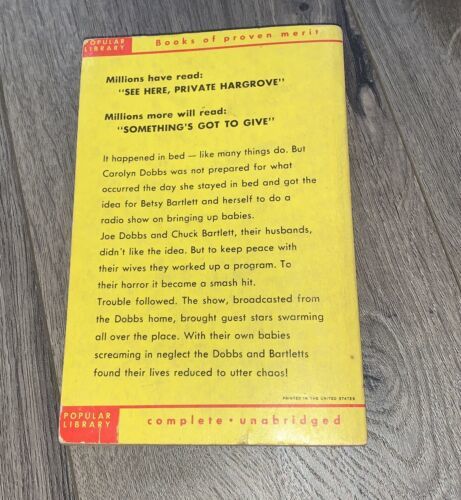 POPULAR
LIBRARY
Books of proven merit
Millions have read:
"SEE HERE, PRIVATE HARGROVE"
Millions more will read:
"SOMETHING'S GOT TO GIVE"
It happened in bed — like many things do. But
Carolyn Dobbs was not prepared for what
occurred the day she stayed in bed and got the
idea for Betsy Bartlett and herself to do a
radio show on bringing up babies.
Joe Dobbs and Chuck Bartlett, their husbands,
didn't like the idea. But to keep peace with
their wives they worked up a program. To
their horror it became a smash hit.
Trouble followed. The show, broadcasted from
the Dobbs home, brought guest stars swarming
all over the place. With their own babies
screaming in neglect the Dobbs and Bartletts
found their lives reduced to utter chaos!
PRINTED IN THE UNITED STATES
POPULAR
LIBRARY
complete • unabridged